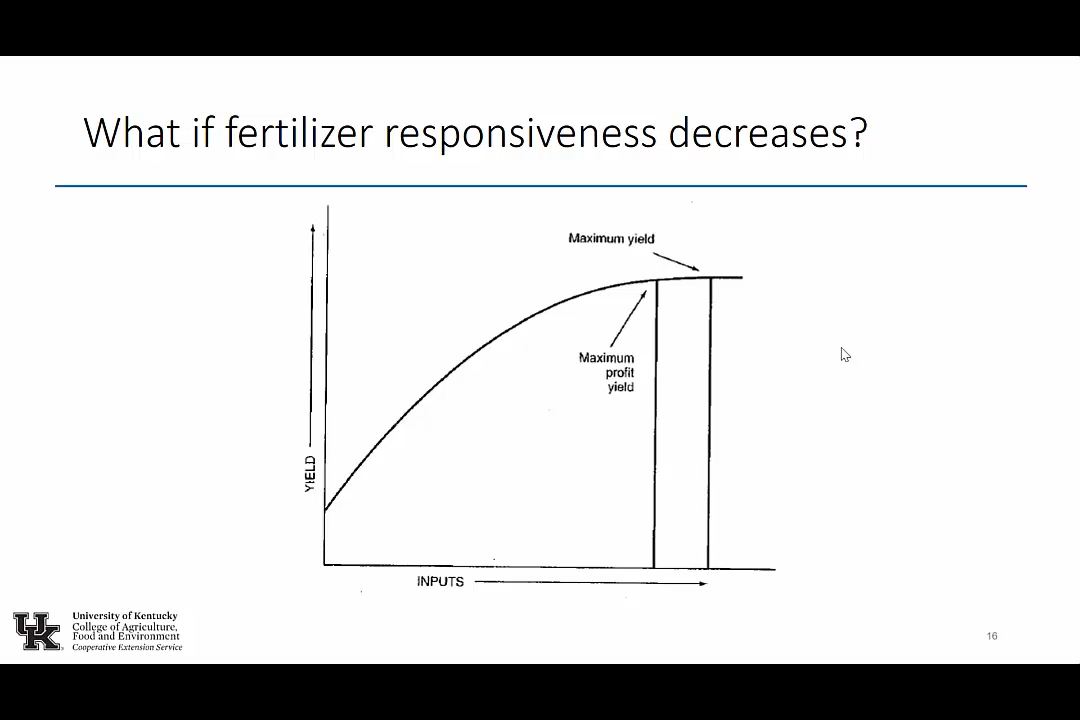 What if fertilizer responsiveness decreases?
Maximum yield
Maximum
profit
yield
YIELD
INPUTS
UK
University of Kentucky
College of Agriculture,
Food and Environment
Cooperative Extension Service
16